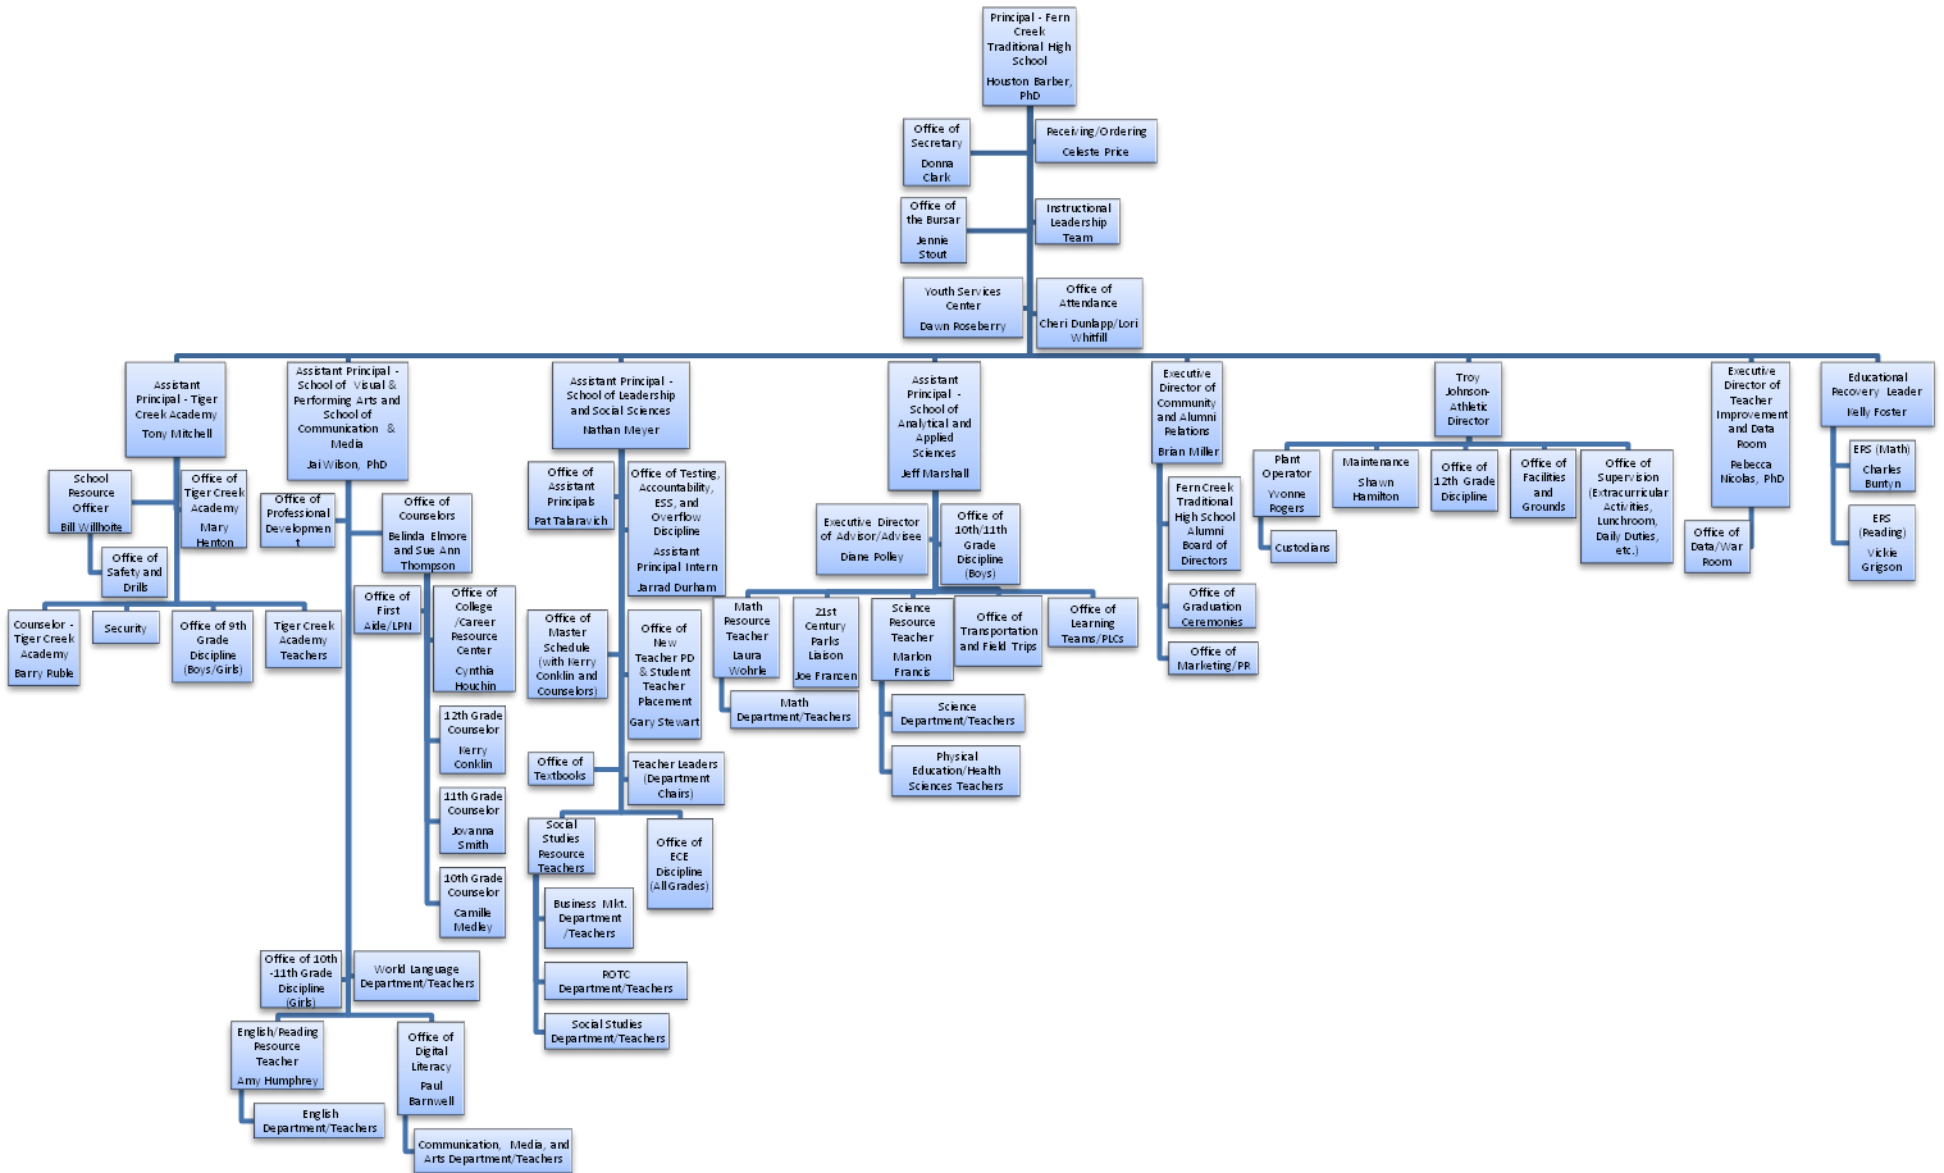 Principal - Fern
Creek
Traditional High
School
Houston Barber,
PhD
Office of
Secretary
Donna
Clark
Receiving/Ordering
Celeste Price
Office of
the Bursar
Jennie
Stout
Instructional
Leadership
Team
Youth Services
Center
Dawn Roseberry
Office of
Attendance
Cheri Dunlapp/Lori
Whitfill
Assistant
Principal - Tiger
Creek Academy
Tony Mitchell
School
Resource
Officer
Bill Willhoite
Office of
Safety and
Drills
Office of
Tiger Creek
Academy
Mary
Henton
Counselor -
Tiger Creek
Academy
Barry Ruble
Security
Office of 9th
Grade
Discipline
(Boys/Girls)
Tiger Creek
Academy
Teachers
Assistant Principal -
School of Visual &
Performing Arts and
School of
Communication &
Media
Jai Wilson, PhD
Office of
Professional
Developmen
t
Office of
Counselors
Belinda Elmore
and Sue Ann
Thompson
Office of
First
Aide/LPN
Office of
College
/Career
Resource
Center
Cynthia
Houchin
12th Grade
Counselor
Kerry
Conklin
11th Grade
Counselor
Jovanna
Smith
10th Grade
Counselor
Camille
Medley
Office of 10th
-11th Grade
Discipline
(Girls)
World Language
Department/Teachers
English/Reading
Resource
Teacher
Amy Humphrey
English
Department/Teachers
Office of
Digital
Literacy
Paul
Barnwell
Communication, Media, and
Arts Department/Teachers
Assistant Principal -
School of Leadership
and Social Sciences
Nathan Meyer
Office of
Assistant
Principals
Pat Talaravich
Office of Testing,
Accountability,
ESS, and
Overflow
Discipline
Assistant
Principal Intern
Jarrad Durham
Office of
Master
Schedule
(with Kerry
Conklin and
Counselors)
Office of
New
Teacher PD
& Student
Teacher
Placement
Gary Stewart
Office of
Textbooks
Teacher Leaders
(Department
Chairs)
Social
Studies
Resource
Teachers
Business Mkt.
Department
/Teachers
ROTC
Department/Teachers
Social Studies
Department/Teachers
Office of
ECE
Discipline
(All Grades)
Assistant
Principal -
School of
Analytical and
Applied
Sciences
Jeff Marshall
Executive Director
of Advisor/Advisee
Diane Polley
Office of
10th/11th
Grade
Discipline
(Boys)
Math
Resource
Teacher
Laura
Wohrle
Math
Department/Teachers
21st
Century
Parks
Liaison
Joe Franzen
Science
Resource
Teacher
Marlon
Francis
Science
Department/Teachers
Physical
Education/Health
Sciences Teachers
Office of
Transportation
and Field Trips
Office of
Learning
Teams/PLCs
Executive
Director of
Community
and Alumni
Relations
Brian Miller
Fern Creek
Traditional
High School
Alumni
Board of
Directors
Office of
Graduation
Ceremonies
Office of
Marketing/PR
Troy
Johnson-
Athletic
Director
Plant
Operator
Yvonne
Rogers
Custodians
Maintenance
Shawn
Hamilton
Office of
12th Grade
Discipline
Office of
Facilities
and
Grounds
Office of
Supervision
(Extracurricular
Activities,
Lunchroom,
Daily Duties,
etc.)
Executive
Director of
Teacher
Improvement
and Data
Room
Rebecca
Nicolas, PhD
Office of
Data/War
Room
Educational
Recovery Leader
Kelly Foster
ERS (Math)
Charles
Buntyn
ERS
(Reading)
Vickie
Grigson